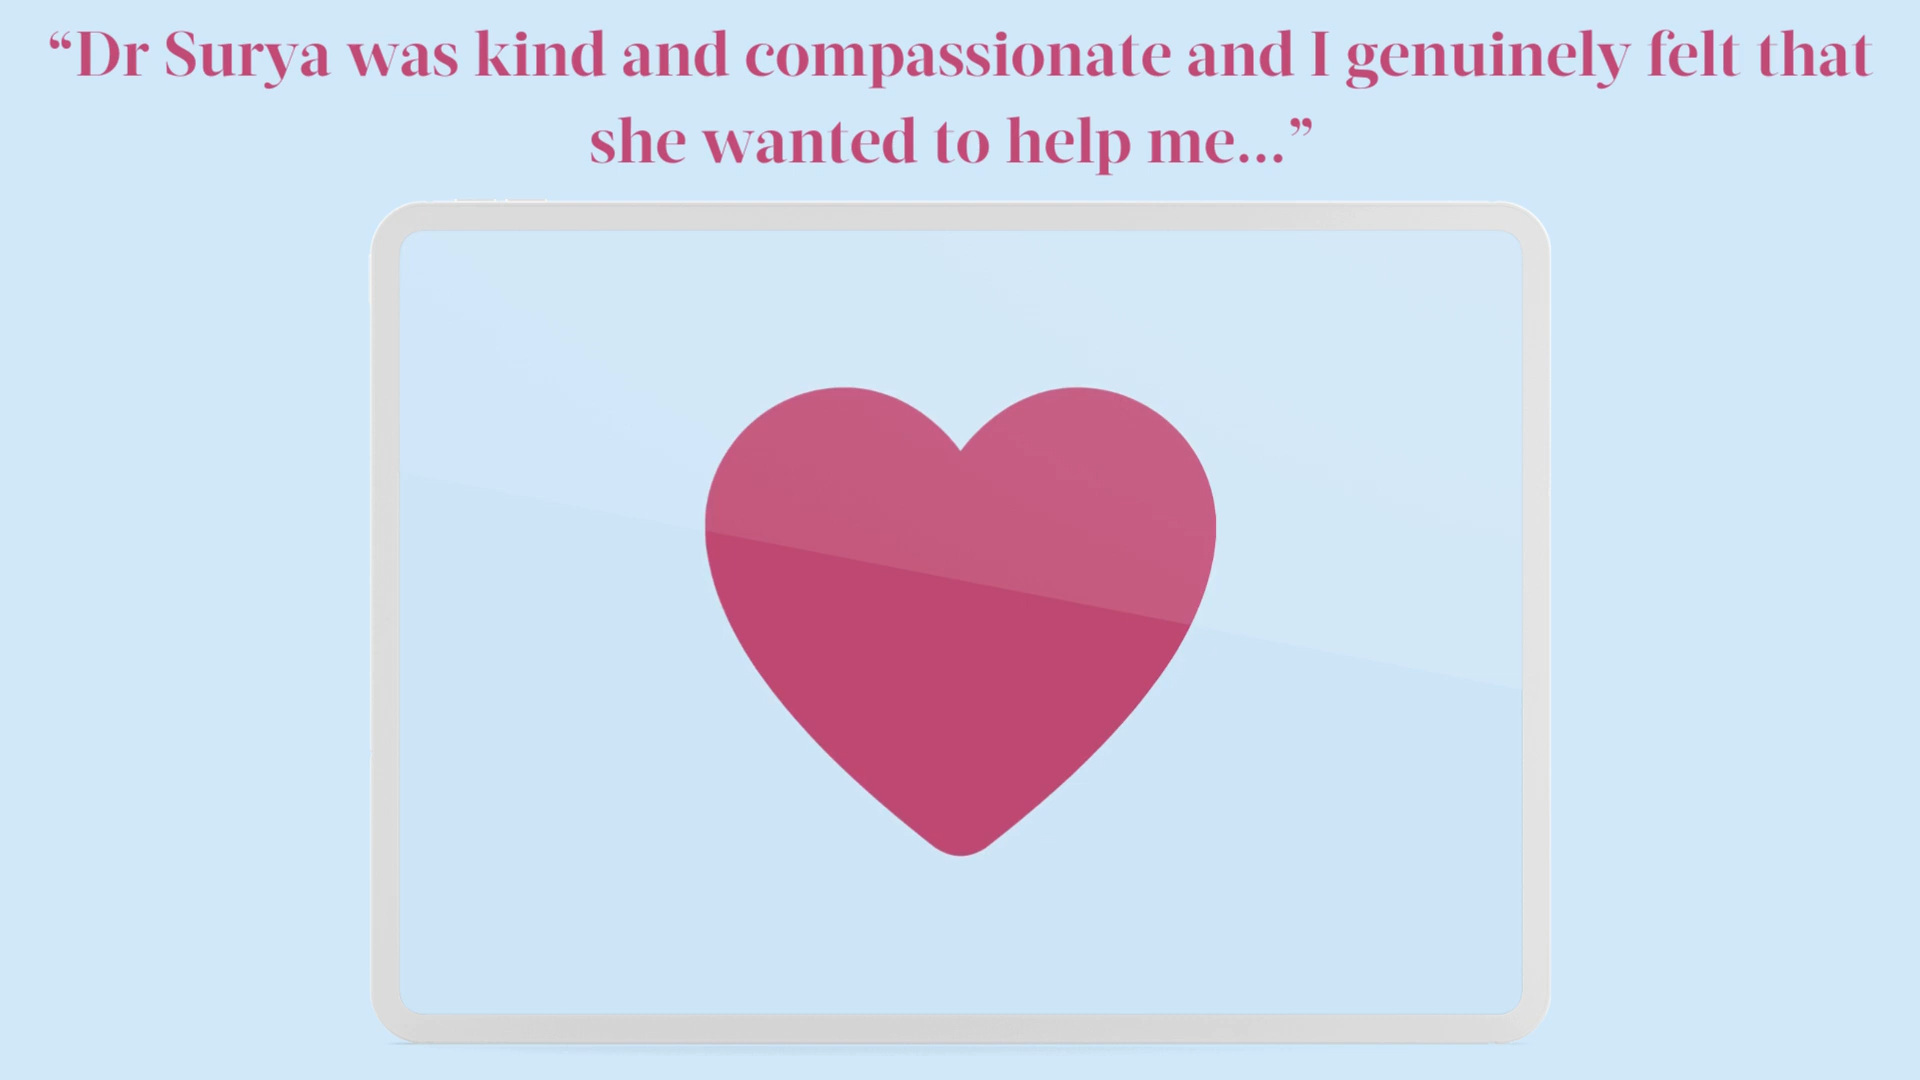 “Dr Surya was kind and compassionate and I genuinely felt that
she wanted to help me...”